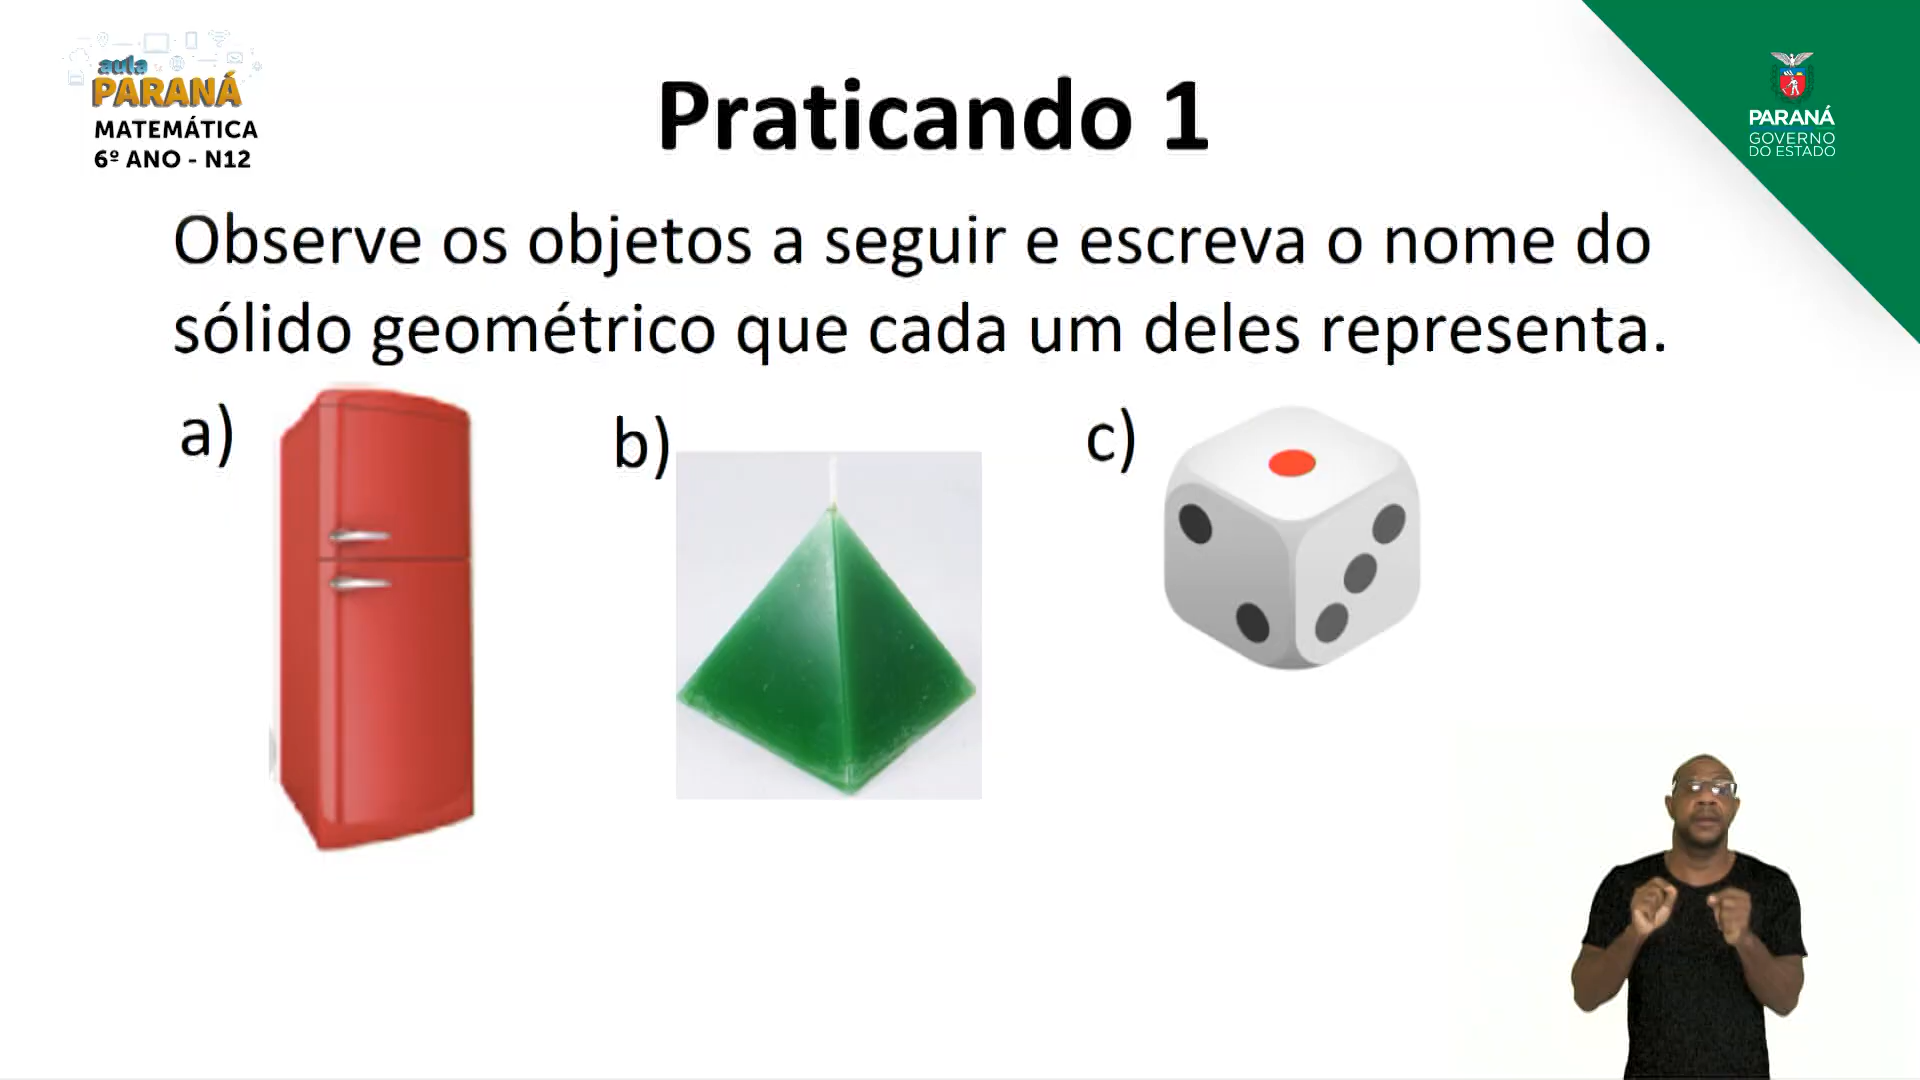 aula
PARANÁ
MATEMÁTICA
6º ANO - N12
Praticando 1
PARANÁ
GOVERNO
DO ESTADO
Observe os objetos a seguir e escreva o nome do
sólido geométrico que cada um deles representa.
a)
b)
c)